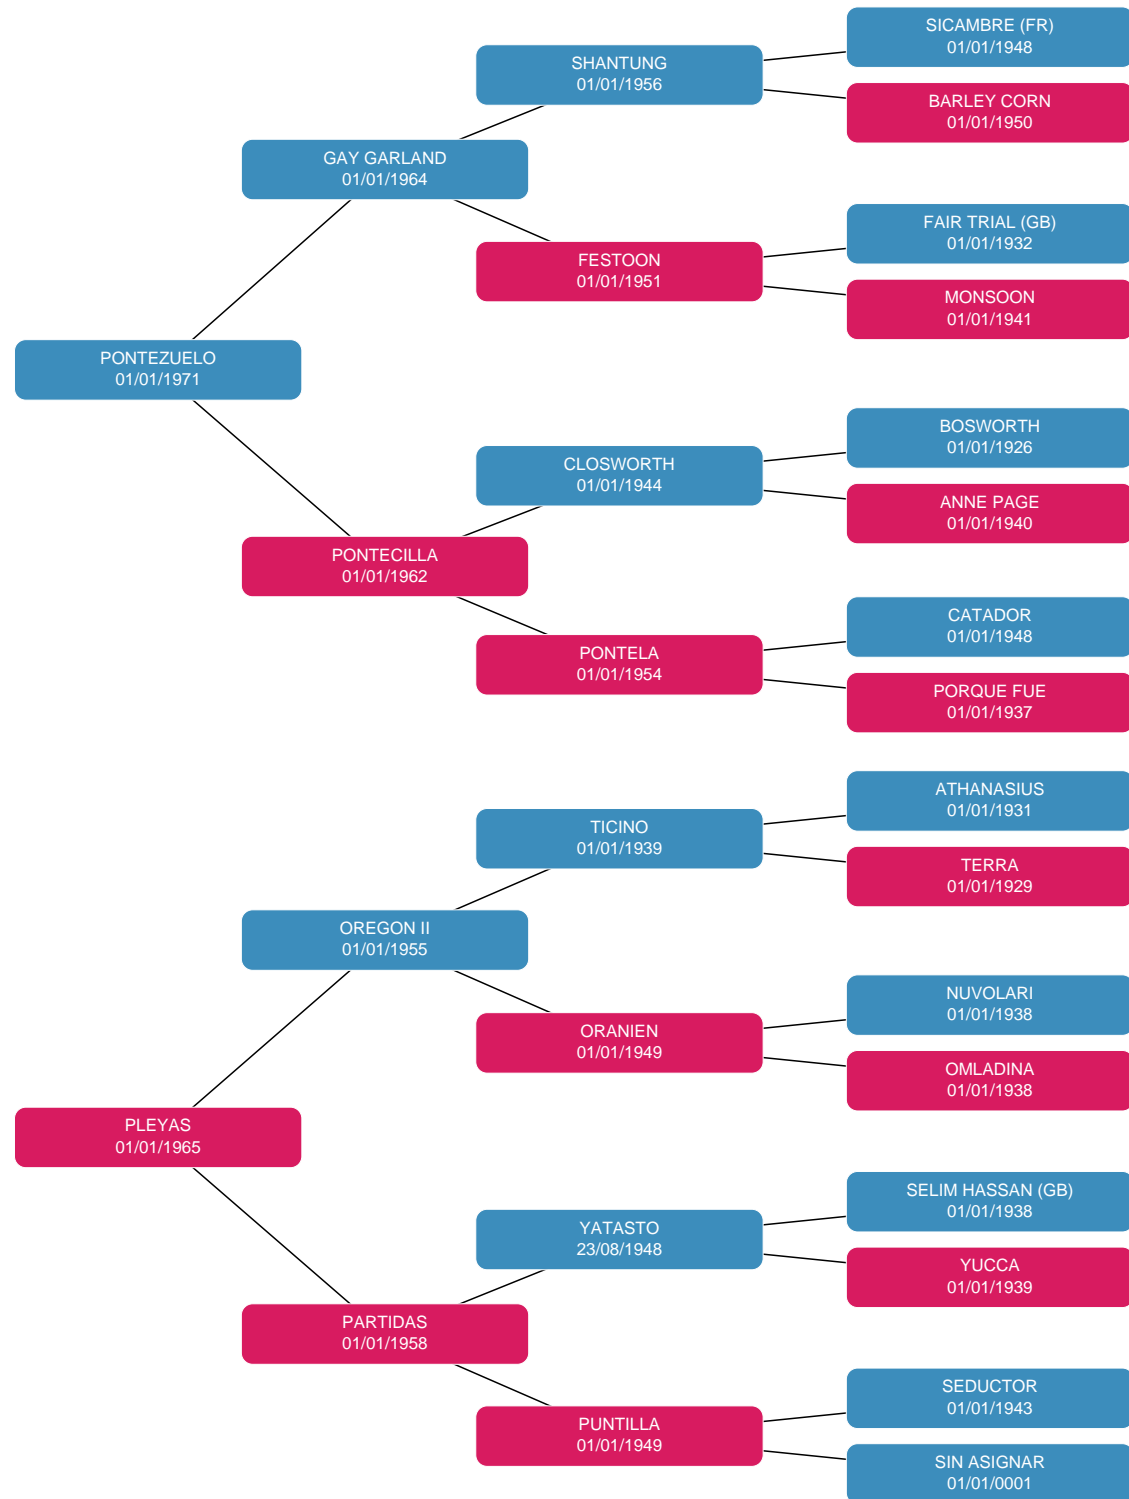 SICAMBRE (FR)
01/01/1948
SHANTUNG
01/01/1956
BARLEY CORN
01/01/1950
GAY GARLAND
01/01/1964
FAIR TRIAL (GB)
01/01/1932
FESTOON
01/01/1951
MONSOON
01/01/1941
PONTEZUELO
01/01/1971
BOSWORTH
01/01/1926
CLOSWORTH
01/01/1944
ANNE PAGE
01/01/1940
PONTECILLA
01/01/1962
CATADOR
01/01/1948
PONTELA
01/01/1954
PORQUE FUE
01/01/1937
ATHANASIUS
01/01/1931
TICINO
01/01/1939
TERRA
01/01/1929
OREGON II
01/01/1955
NUVOLARI
01/01/1938
ORANIEN
01/01/1949
OMLADINA
01/01/1938
PLEYAS
01/01/1965
SELIM HASSAN (GB)
01/01/1938
YATASTO
23/08/1948
YUCCA
01/01/1939
PARTIDAS
01/01/1958
SEDUCTOR
01/01/1943
PUNTILLA
01/01/1949
SIN ASIGNAR
01/01/0001